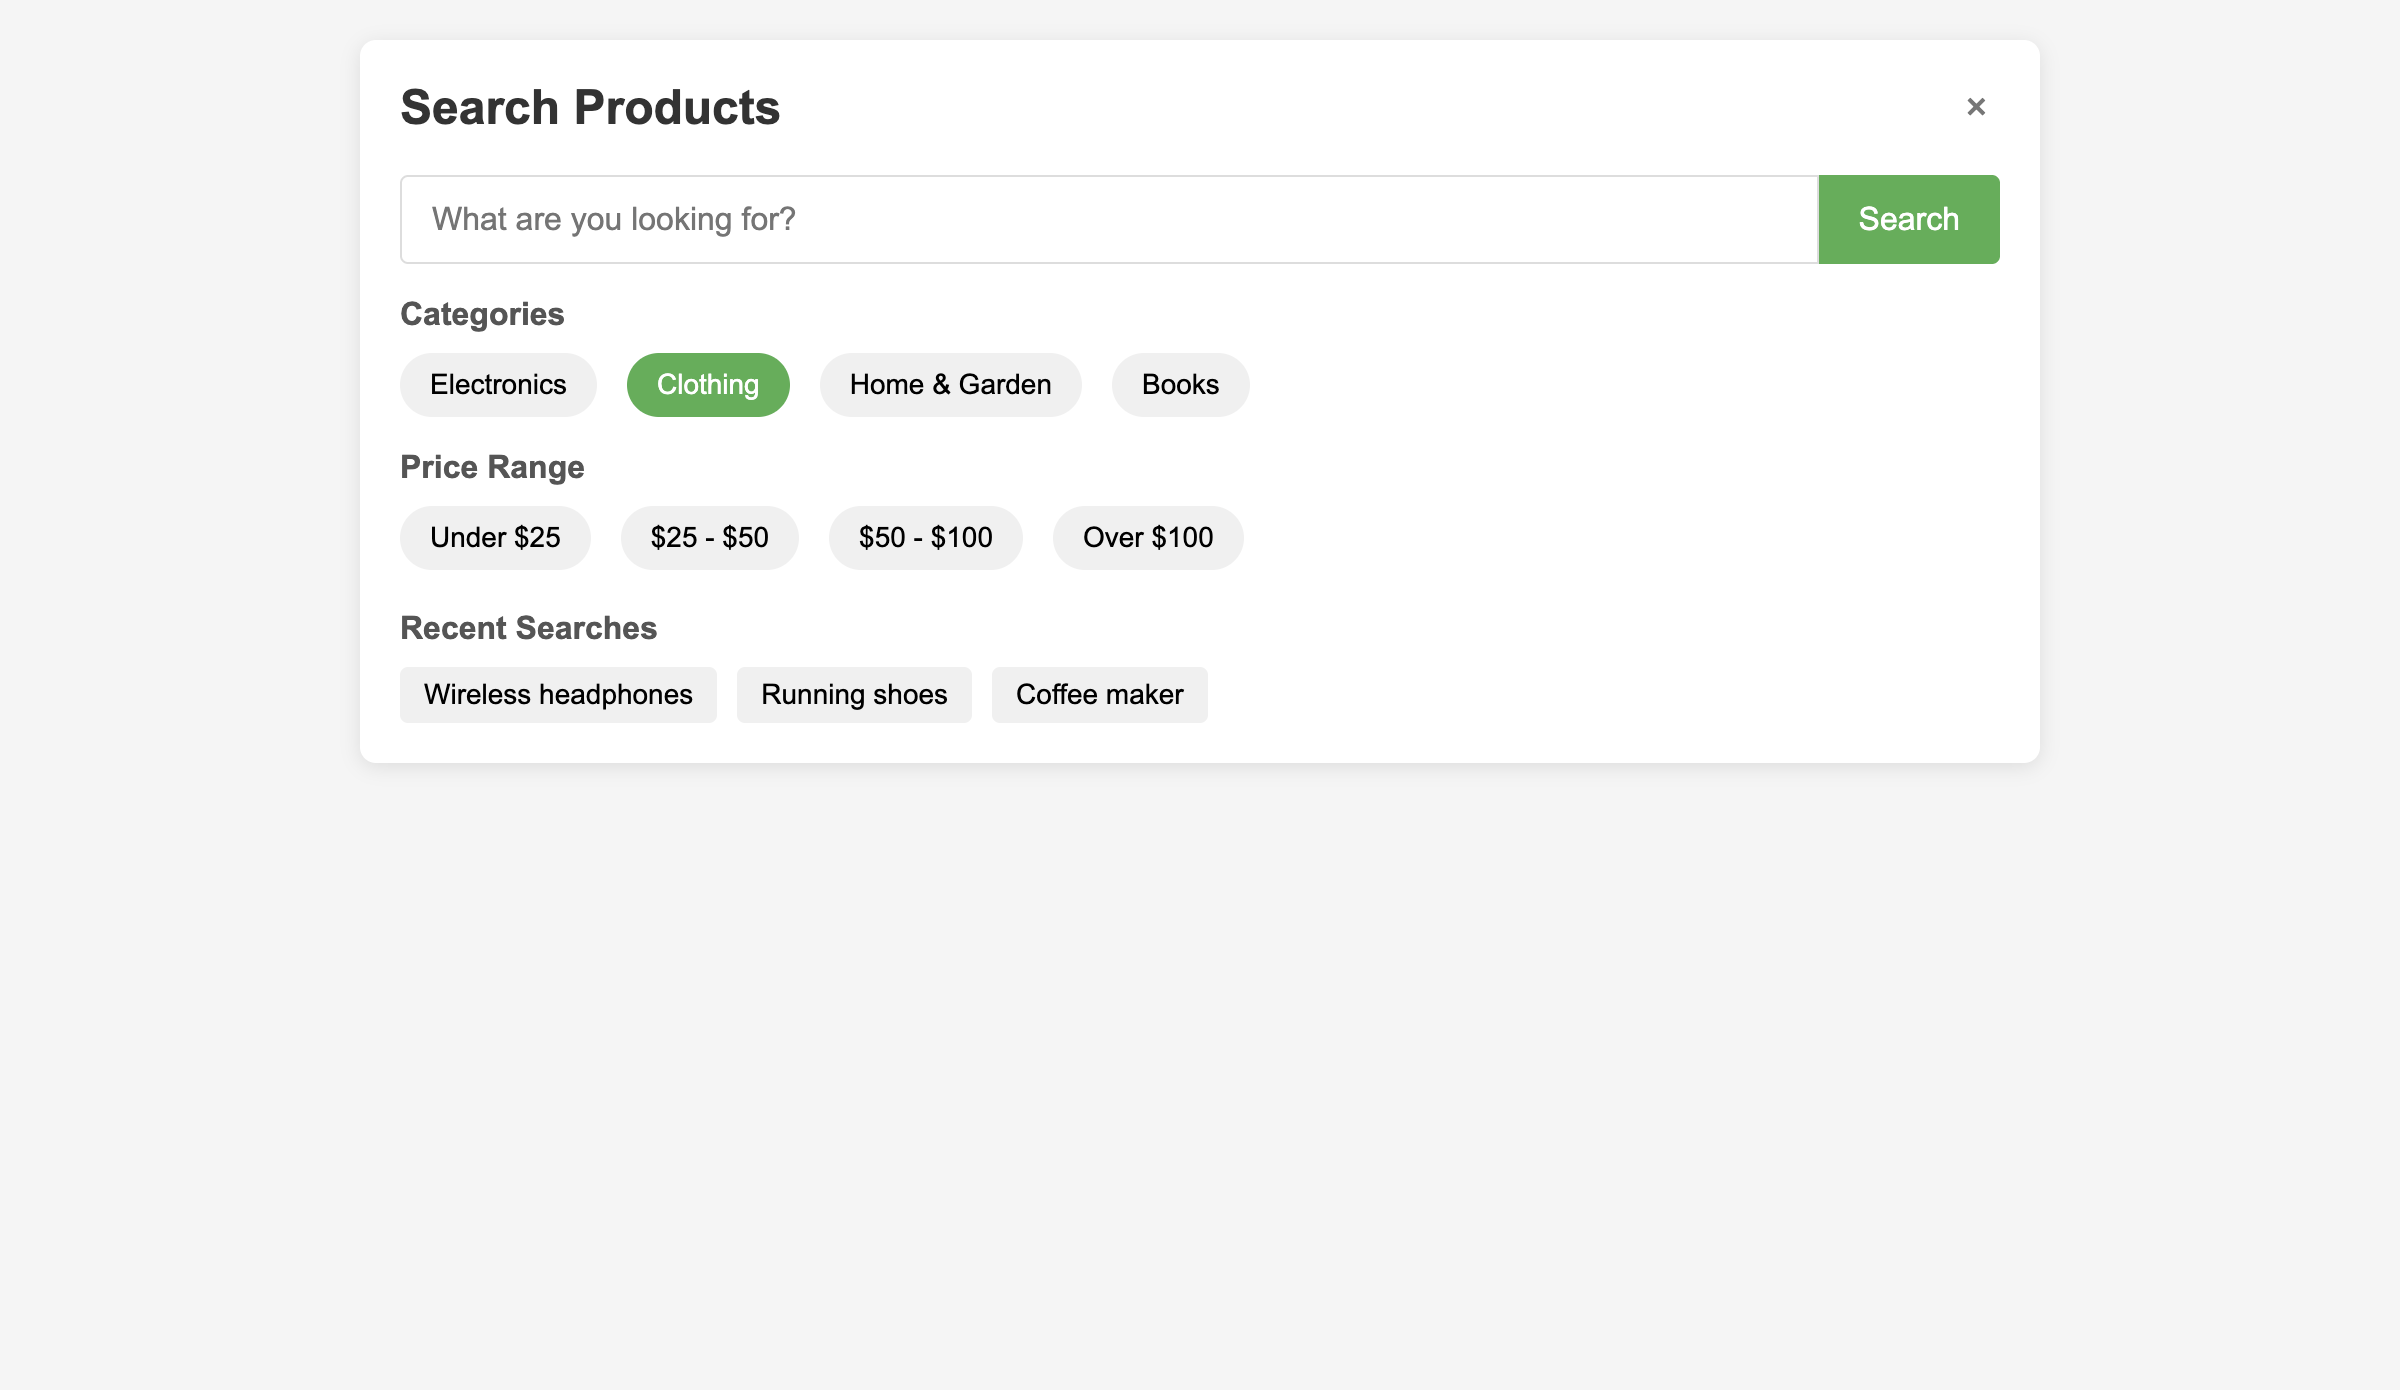 Search Products ×
What are you looking for? Search
Categories
Electronics Clothing Home & Garden Books
Price Range
Under $25 $25 - $50 $50 - $100 Over $100
Recent Searches
Wireless headphones Running shoes Coffee maker